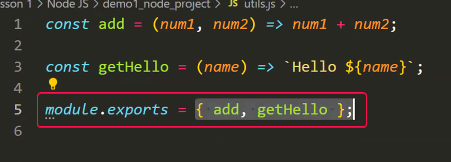 sson 1 > Node JS > demo1_node_project > JS utils.js > ...
1 const add = (num1, num2) => num1 + num2;
2
3 const getHello = (name) => `Hello ${name}`;
4
5 module.exports = { add, getHello };
6